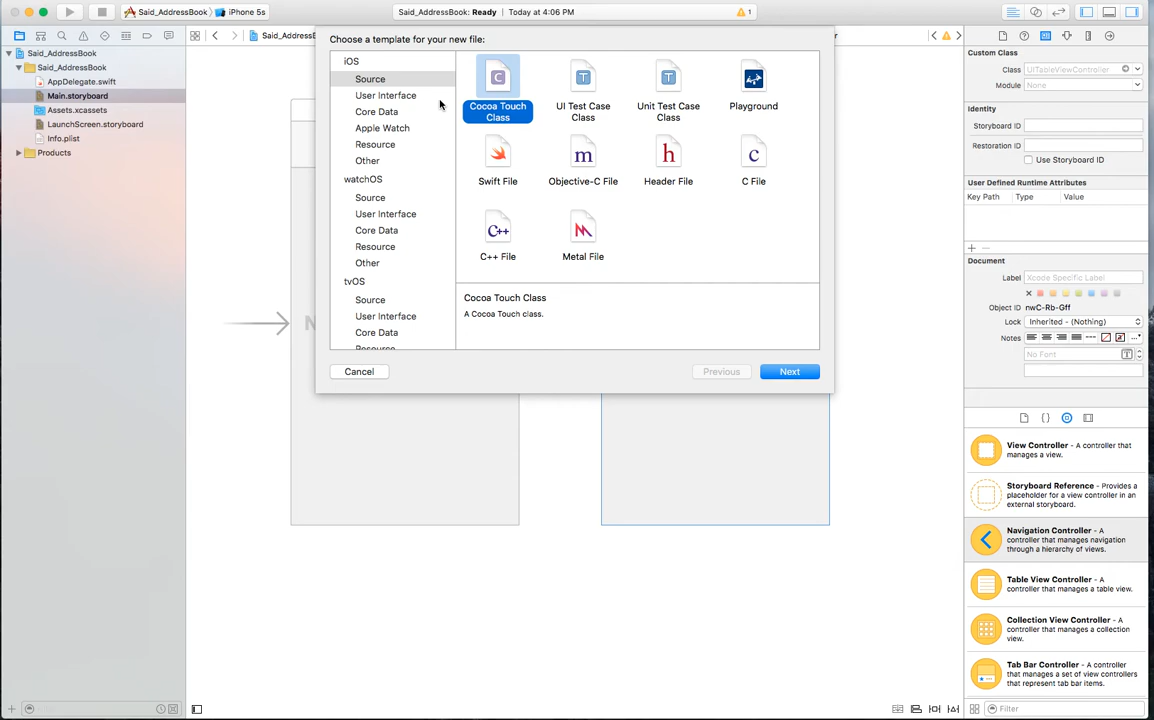 Said_AddressBook
iPhone 5s
Said_AddressBook: Ready
Today at 4:06 PM
1
Said_AddressBook
Said_AddressBook
AppDelegate.swift
Main.storyboard
Assets.xcassets
LaunchScreen.storyboard
Info.plist
Products
Choose a template for your new file:
iOS
Source
User Interface
Core Data
Apple Watch
Resource
Other
watchOS
Source
User Interface
Core Data
Resource
Other
tvOS
Source
User Interface
Core Data
Resource
Cocoa Touch
Class
UI Test Case
Class
Unit Test Case
Class
Playground
Swift File
Objective-C File
Header File
C File
C++ File
Metal File
Cocoa Touch Class
A Cocoa Touch class.
Cancel
Previous
Next
Custom Class
Class UITableViewController
Module None
Identity
Storyboard ID
Restoration ID
Use Storyboard ID
User Defined Runtime Attributes
Key Path Type Value
Document
Label Xcode Specific Label
Object ID nwC-Rb-Gff
Lock Inherited - (Nothing)
Notes
No Font
View Controller - A controller that
manages a view.
Storyboard Reference - Provides a
placeholder for a view controller in an
external storyboard.
Navigation Controller - A
controller that manages navigation
through a hierarchy of views.
Table View Controller - A
controller that manages a table view.
Collection View Controller - A
controller that manages a collection
view.
Tab Bar Controller - A controller
that manages a set of view controllers
that represent tab bar items.
Filter